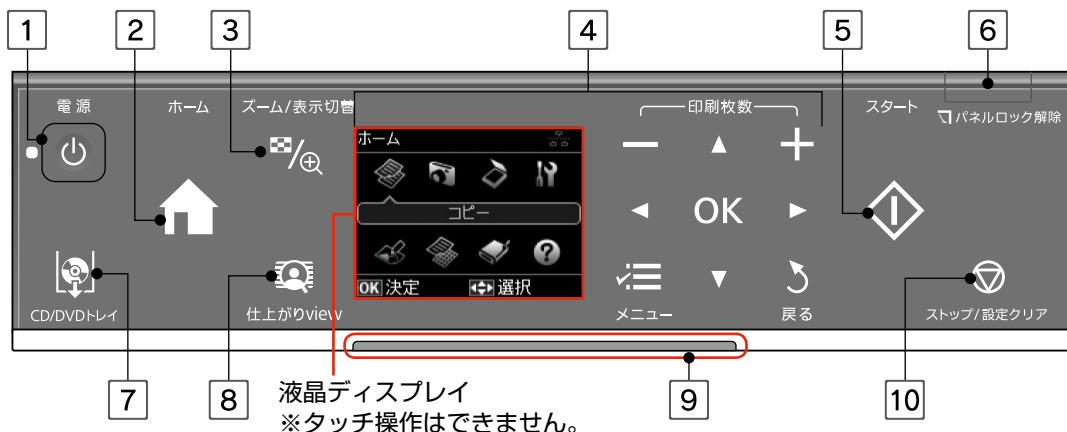 1
2
3
4
5
6
電源
ホーム
ズーム/表示切替
印刷枚数
スタート
パネルロック解除
ホーム
コピー
OK
OK 決定
選択
CD/DVDトレイ
仕上がりview
メニュー
戻る
ストップ/設定クリア
7
8
9
10
液晶ディスプレイ
※タッチ操作はできません。